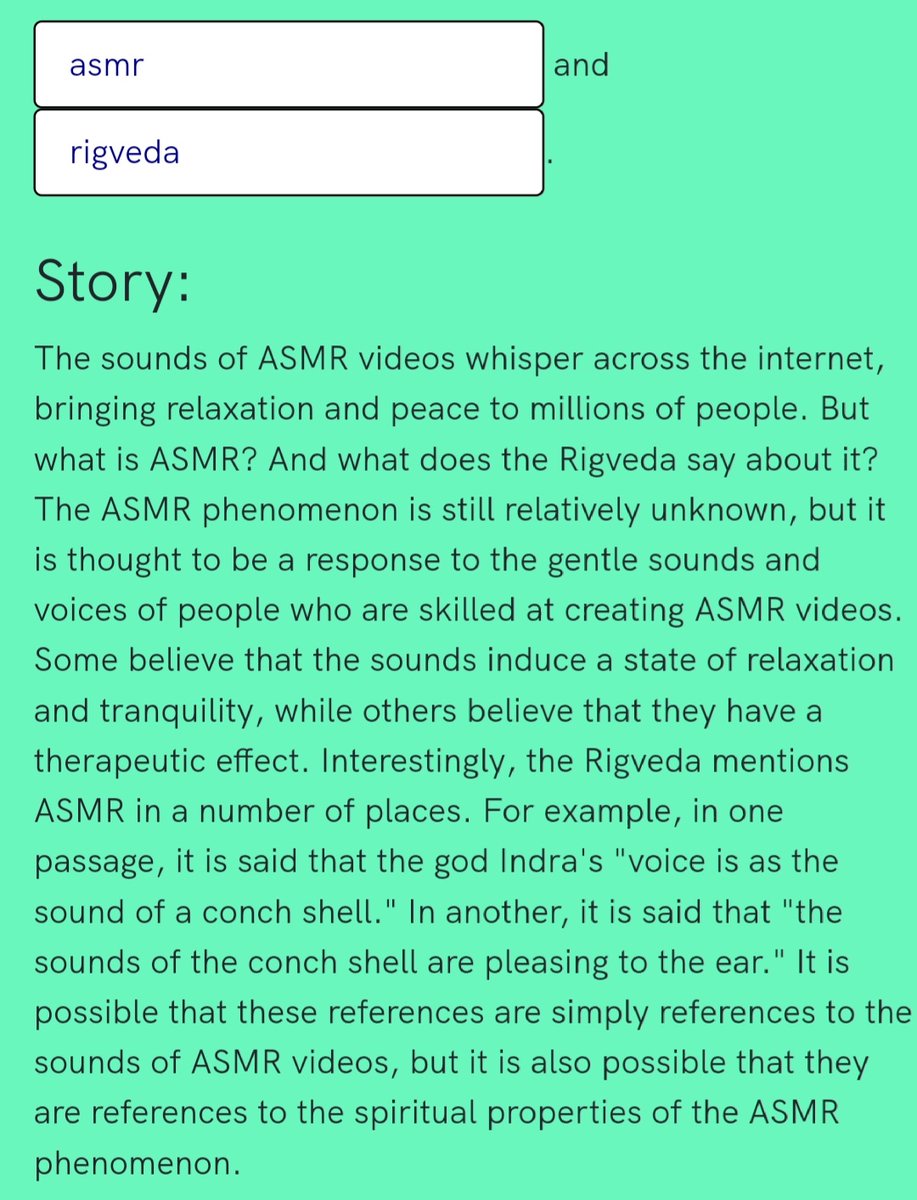 asmr and
rigveda .
Story:
The sounds of ASMR videos whisper across the internet,
bringing relaxation and peace to millions of people. But
what is ASMR? And what does the Rigveda say about it?
The ASMR phenomenon is still relatively unknown, but it
is thought to be a response to the gentle sounds and
voices of people who are skilled at creating ASMR videos.
Some believe that the sounds induce a state of relaxation
and tranquility, while others believe that they have a
therapeutic effect. Interestingly, the Rigveda mentions
ASMR in a number of places. For example, in one
passage, it is said that the god Indra's "voice is as the
sound of a conch shell." In another, it is said that "the
sounds of the conch shell are pleasing to the ear." It is
possible that these references are simply references to the
sounds of ASMR videos, but it is also possible that they
are references to the spiritual properties of the ASMR
phenomenon.